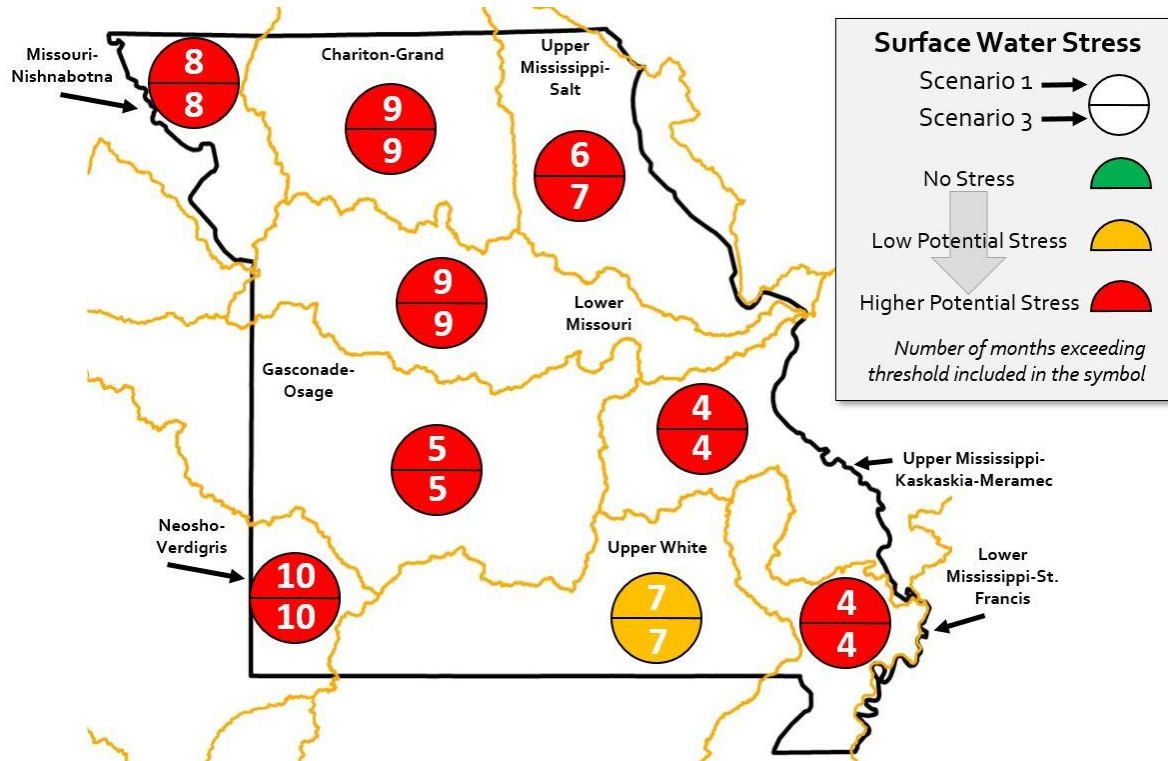 Missouri-
Nishnabotna
8
8
Chariton-Grand
9
9
Upper
Mississippi-
Salt
6
7
Surface Water Stress
Scenario 1
Scenario 3
No Stress
Low Potential Stress
Higher Potential Stress
Number of months exceeding
threshold included in the symbol
9
9
Lower
Missouri
Gasconade-
Osage
5
5
4
4
Upper Mississippi-
Kaskaskia-Meramec
Neosho-
Verdigris
10
10
Upper White
7
7
Lower
Mississippi-St.
Francis
4
4